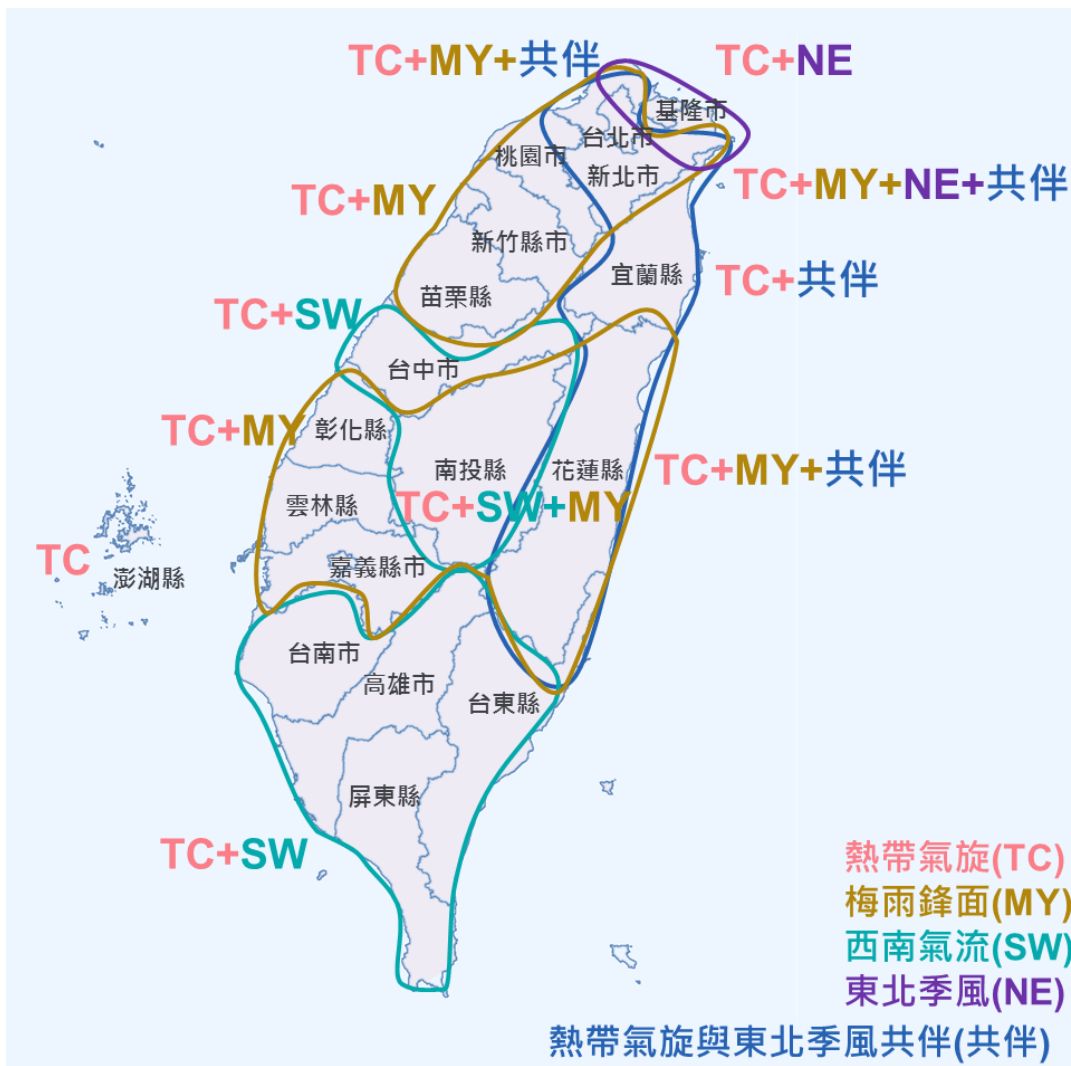 TC+MY+共伴
TC+NE
基隆市
台北市
桃園市
新北市
TC+MY+NE+共伴
TC+MY
新竹縣市
宜蘭縣
TC+共伴
苗栗縣
TC+SW
台中市
TC+MY
彰化縣
南投縣
花蓮縣
TC+MY+共伴
雲林縣
TC+SW+MY
TC
澎湖縣
嘉義縣市
台南市
高雄市
台東縣
屏東縣
TC+SW
熱帶氣旋(TC)
梅雨鋒面(MY)
西南氣流(SW)
東北季風(NE)
熱帶氣旋與東北季風共伴(共伴)